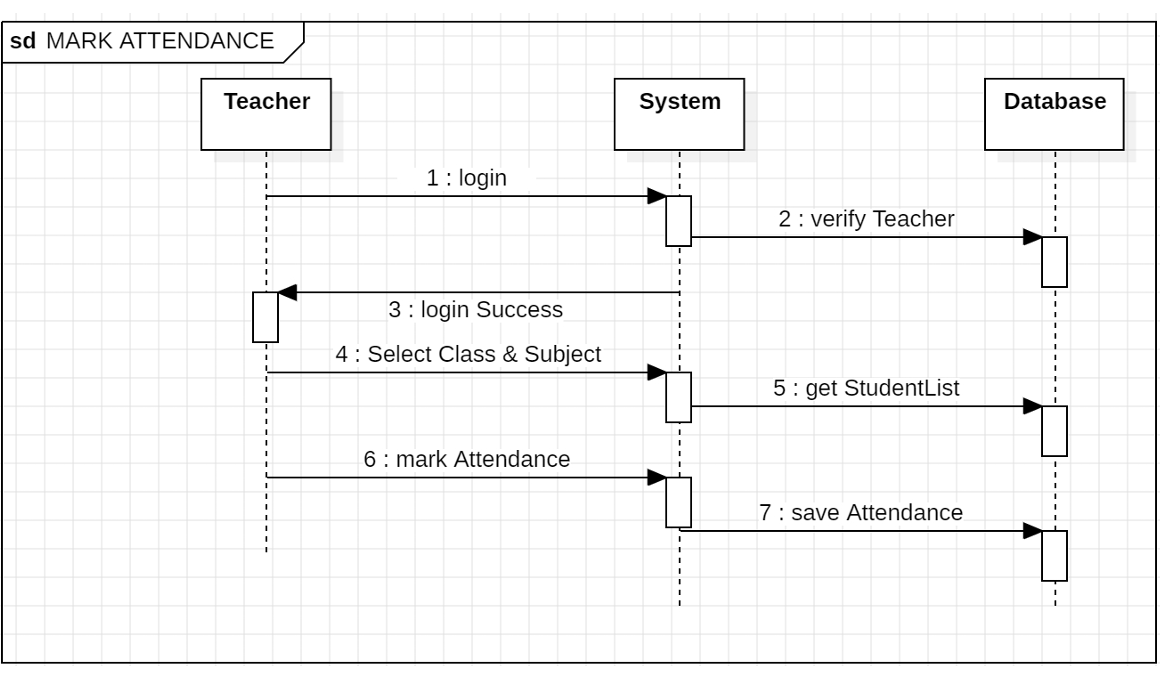 sd MARK ATTENDANCE
Teacher
System
Database
1 : login
2 : verify Teacher
3 : login Success
4 : Select Class & Subject
5 : get StudentList
6 : mark Attendance
7 : save Attendance